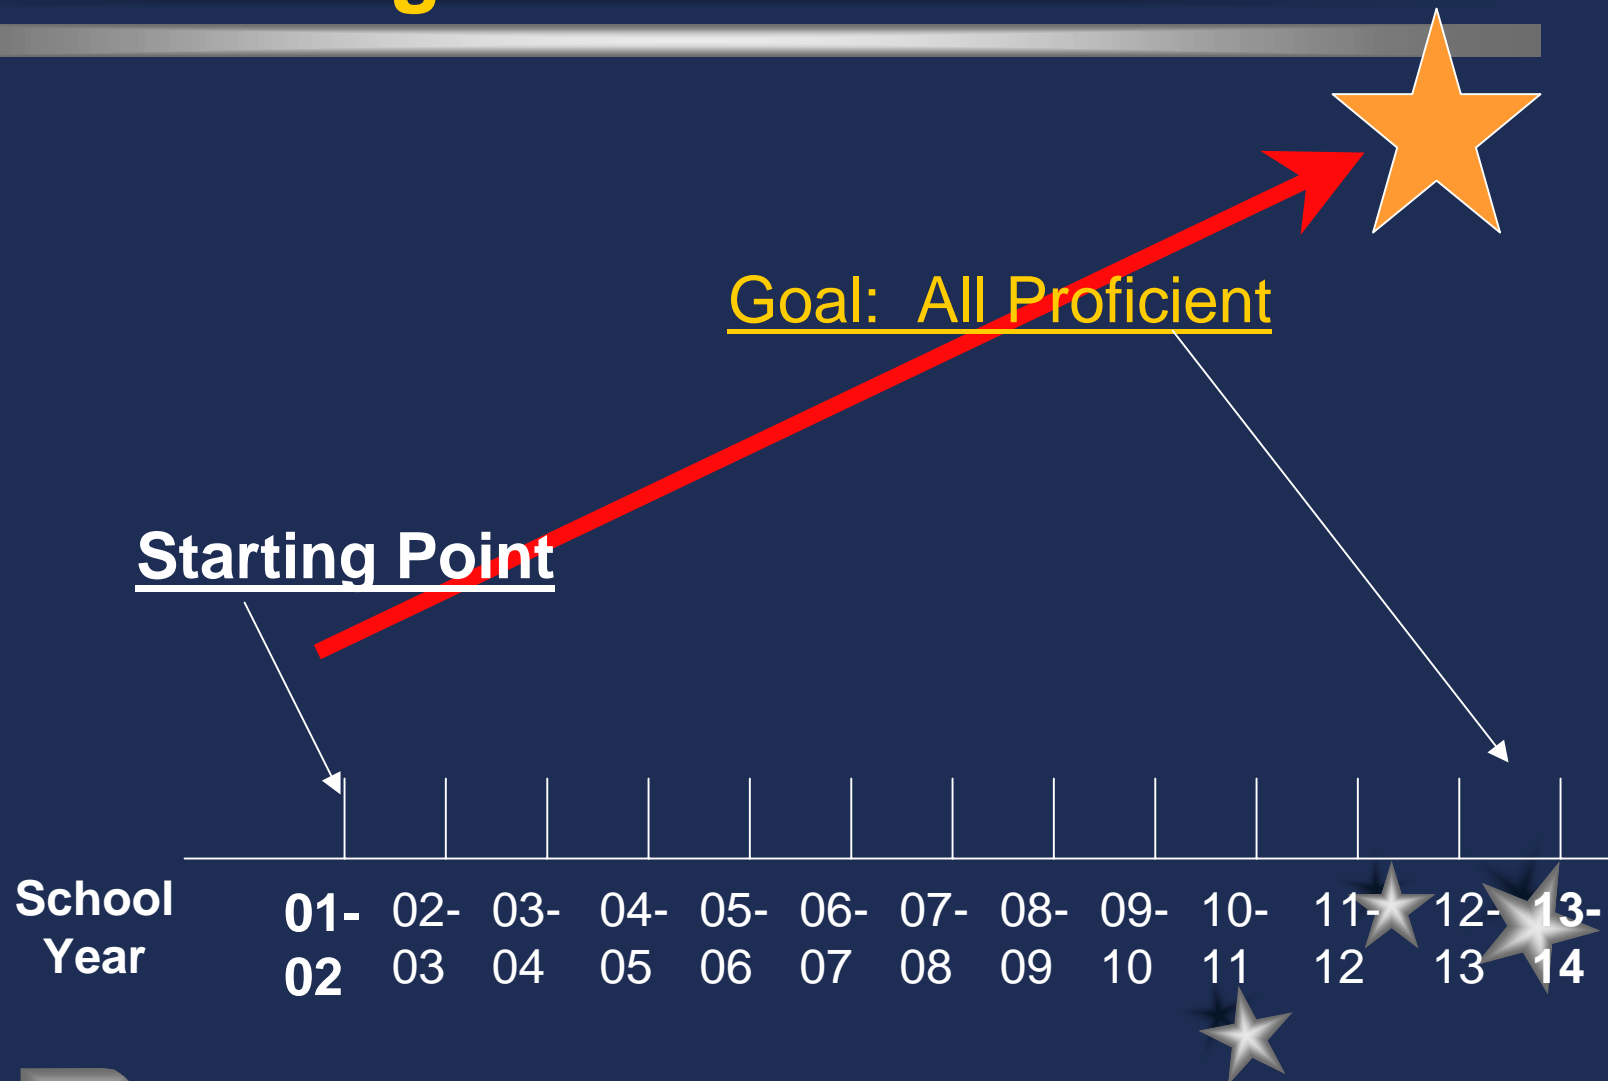 Goal: All Proficient
Starting Point
School Year
01-02 02-03 03-04 04-05 05-06 06-07 07-08 08-09 09-10 10-11 11-12 12-13 13-14